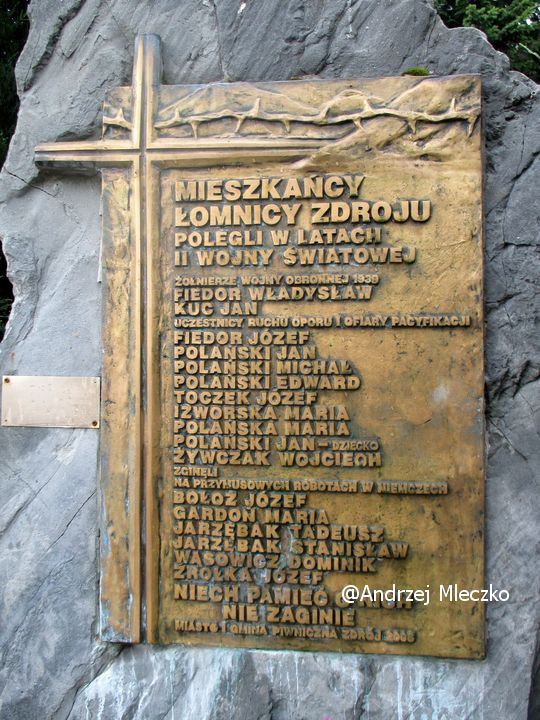 MIESZKAŃCY
ŁOMNICY ZDROJU
POLEGLI W LATACH
II WOJNY ŚWIATOWEJ
ŻOŁNIERZE WOJNY OBRONNEJ 1939
FIEDOR WŁADYSŁAW
KUC JAN
UCZESTNICY RUCHU OPORU I OFIARY PACYFIKACJI
FIEDOR JÓZEF
POLAŃSKI JAN
POLAŃSKI MICHAŁ
POLAŃSKI EDWARD
TOCZEK JÓZEF
IZWORSKA MARIA
POLAŃSKA MARIA
POLAŃSKI JAN - DZIECKO
ŻYWCZAK WOJCIECH
ZGINĘLI
NA PRZYMUSOWYCH ROBOTACH W NIEMCZECH
BOŁOZ JÓZEF
GARDOŃ MARIA
JARZĘBAK TADEUSZ
JARZĘBAK STANISŁAW
WĄSOWICZ DOMINIK
ŹRÓŁKA JÓZEF
NIECH PAMIĘĆ O NICH
NIE ZAGINIE
MIASTO I GMINA PIWNICZNA ZDRÓJ
@Andrzej Mleczko